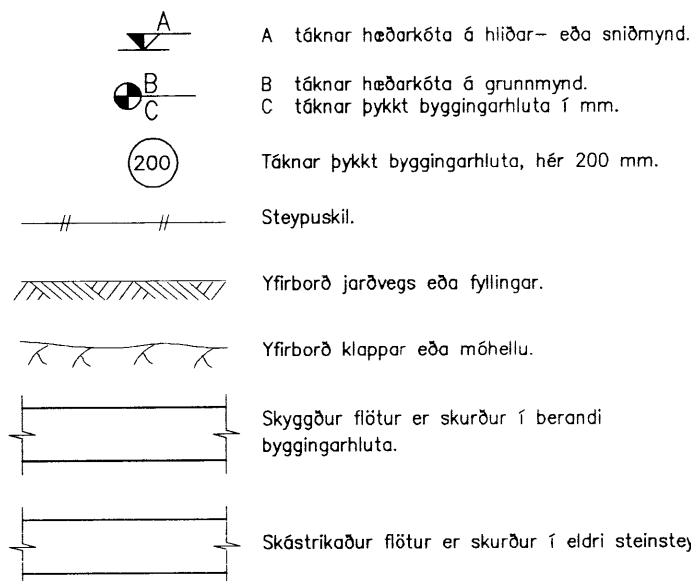 A
A táknar hæðarkóta á hliðar- eða sniðmynd.
B
B táknar hæðarkóta á grunnmynd.
C
C táknar þykkt byggingarhluta í mm.
200
Táknar þykkt byggingarhluta, hér 200 mm.
Steypuskil.
Yfirborð jarðvegs eða fyllingar.
Yfirborð klappar eða móhellu.
Skyggður flötur er skurður í berandi
byggingarhluta.
Skástrikaður flötur er skurður í eldri